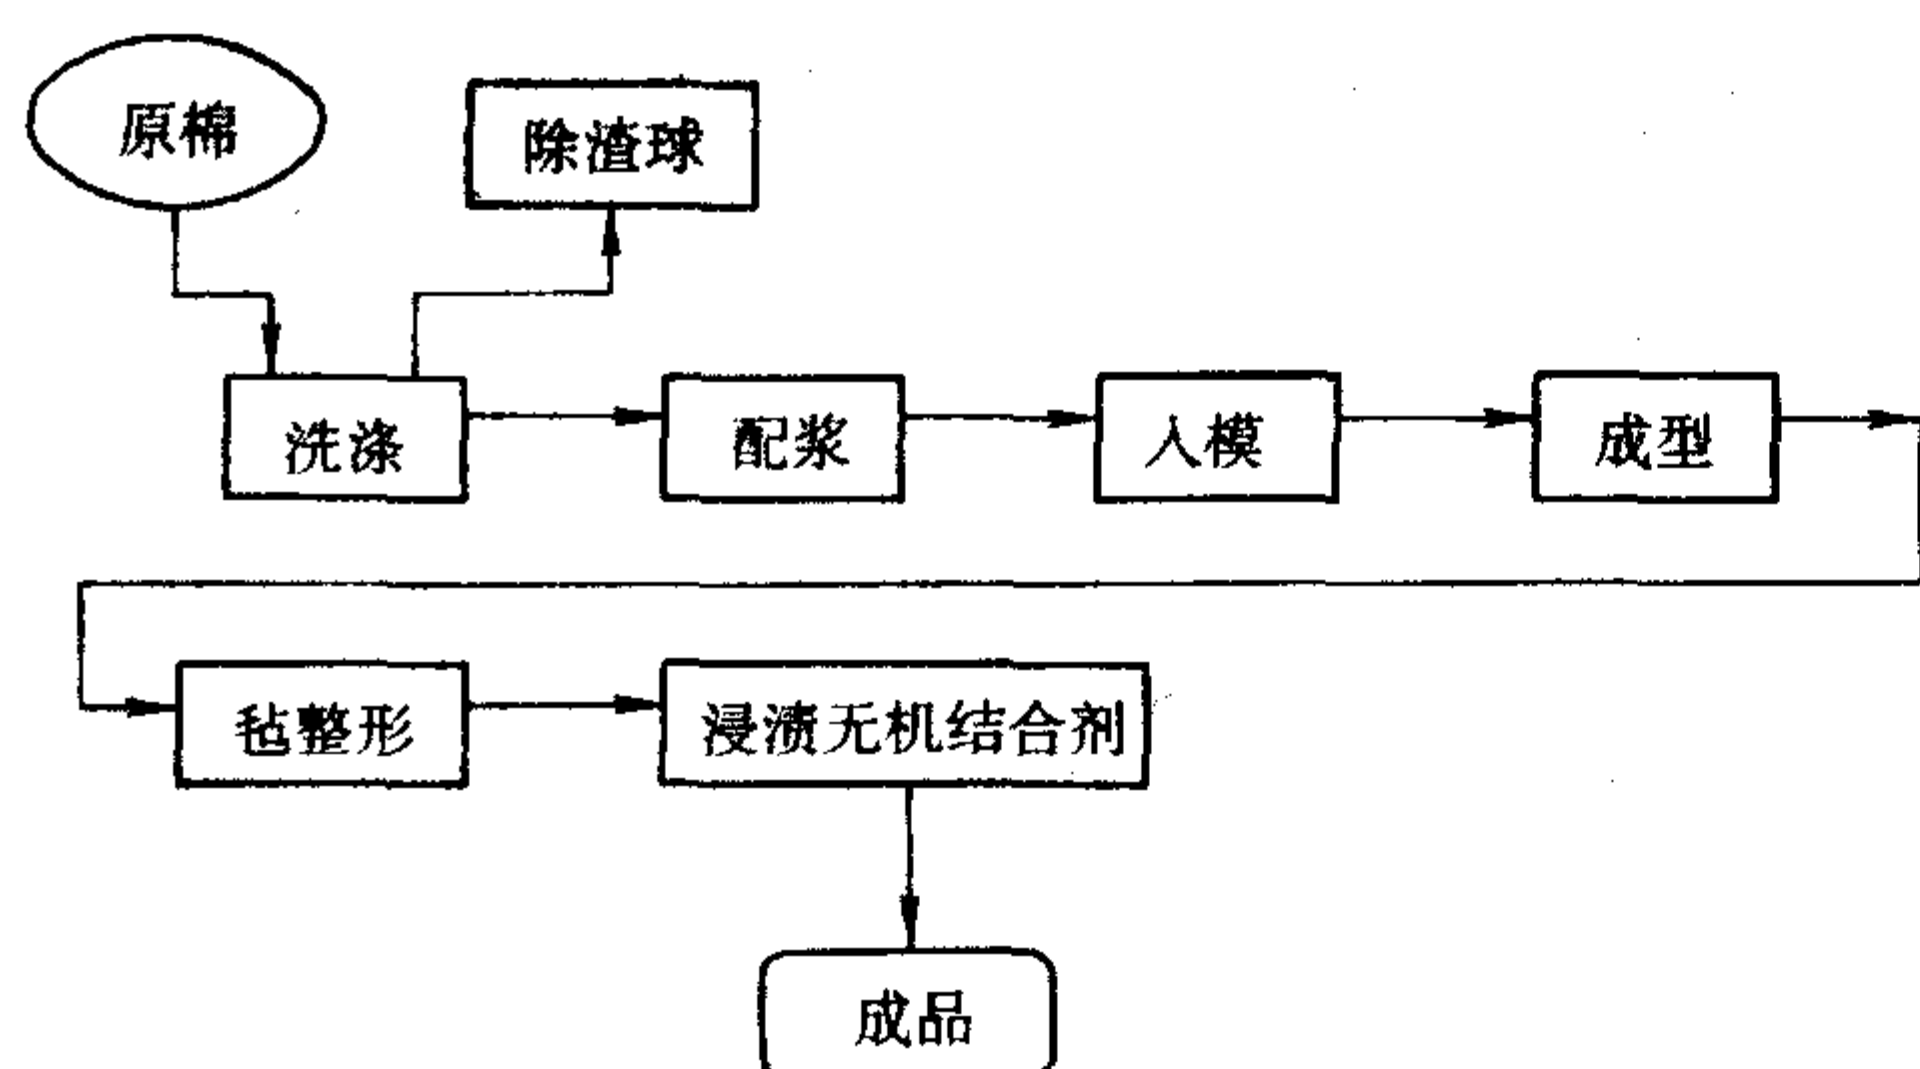 原棉
除渣球
洗涤
配浆
入模
成型
毡整形
浸渍无机结合剂
成品